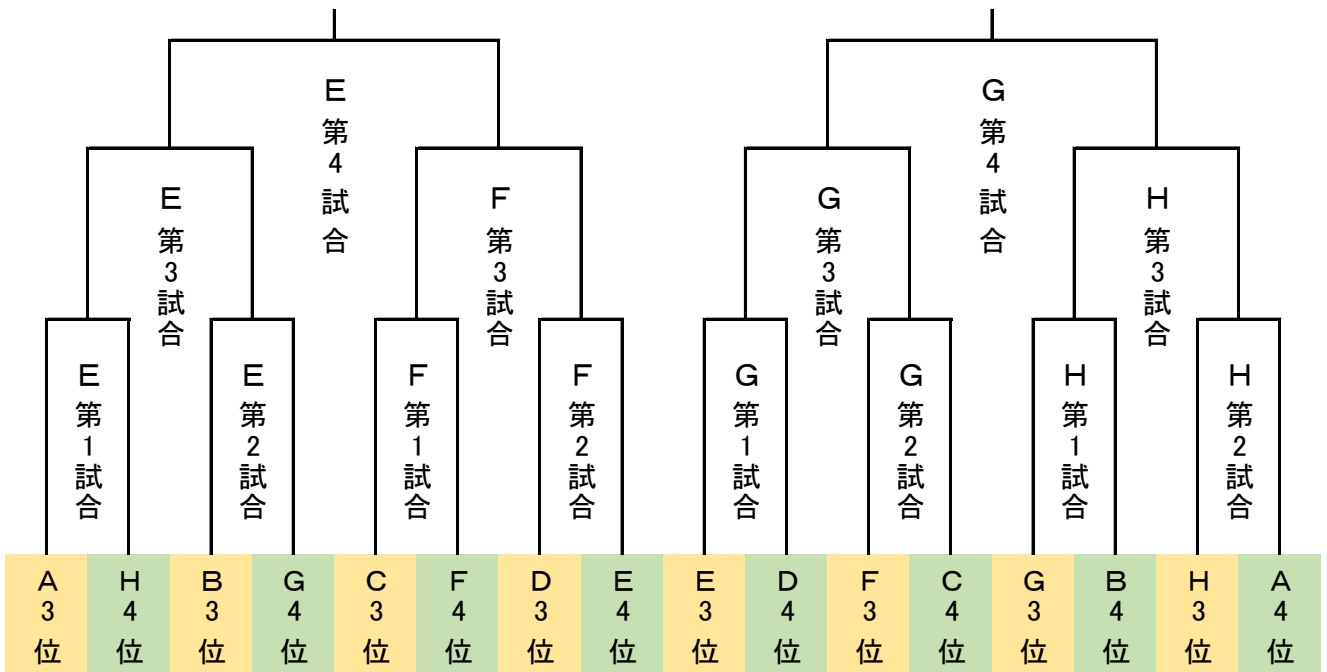 E第4試合
G第4試合
E第3試合
F第3試合
G第3試合
H第3試合
E第1試合
E第2試合
F第1試合
F第2試合
G第1試合
G第2試合
H第1試合
H第2試合
A3位
H4位
B3位
G4位
C3位
F4位
D3位
E4位
E3位
D4位
F3位
C4位
G3位
B4位
H3位
A4位